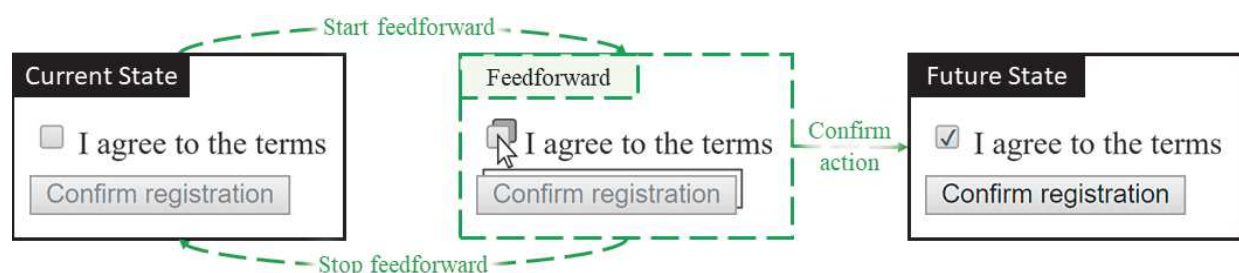 Start feedforward
Current State
I agree to the terms
Confirm registration
Feedforward
I agree to the terms
Confirm registration
Confirm
action
Future State
I agree to the terms
Confirm registration
Stop feedforward